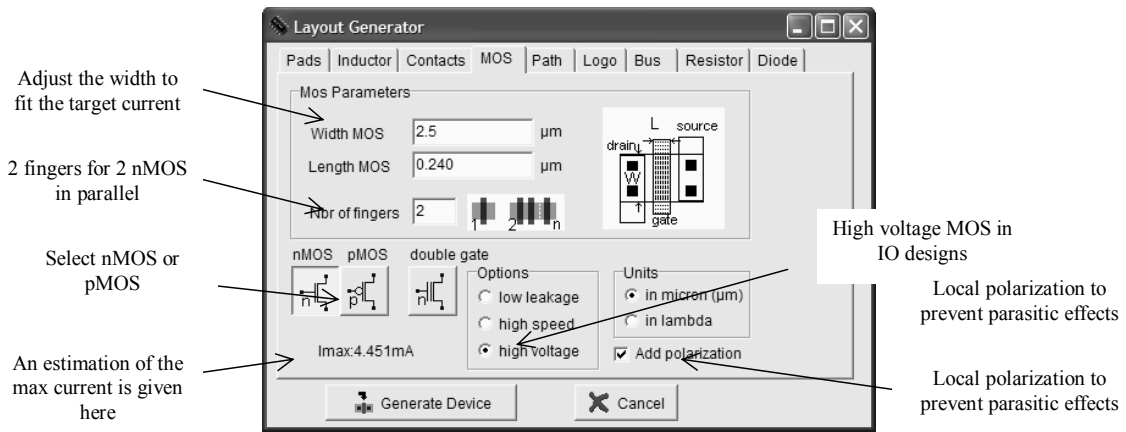 Layout Generator
Pads Inductor Contacts MOS Path Logo Bus Resistor Diode
Adjust the width to
fit the target current
Mos Parameters
Width MOS 2.5 µm
Length MOS 0.240 µm
Nbr of fingers 2
1 2 n
L source
drain
W
gate
2 fingers for 2 nMOS
in parallel
High voltage MOS in
IO designs
Select nMOS or
pMOS
nMOS pMOS double gate
n p n
Options
low leakage
high speed
high voltage
Units
in micron (µm)
in lambda
Add polarization
Local polarization to
prevent parasitic effects
An estimation of the
max current is given
here
Imax:4.451mA
Local polarization to
prevent parasitic effects
Generate Device Cancel